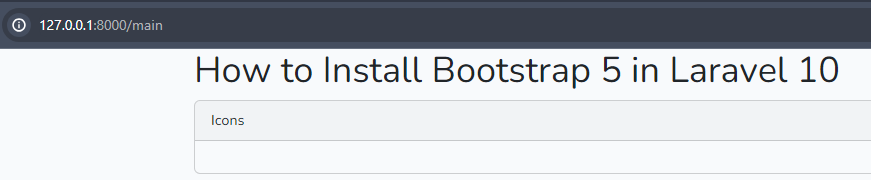 127.0.0.1:8000/main
How to Install Bootstrap 5 in Laravel 10
Icons